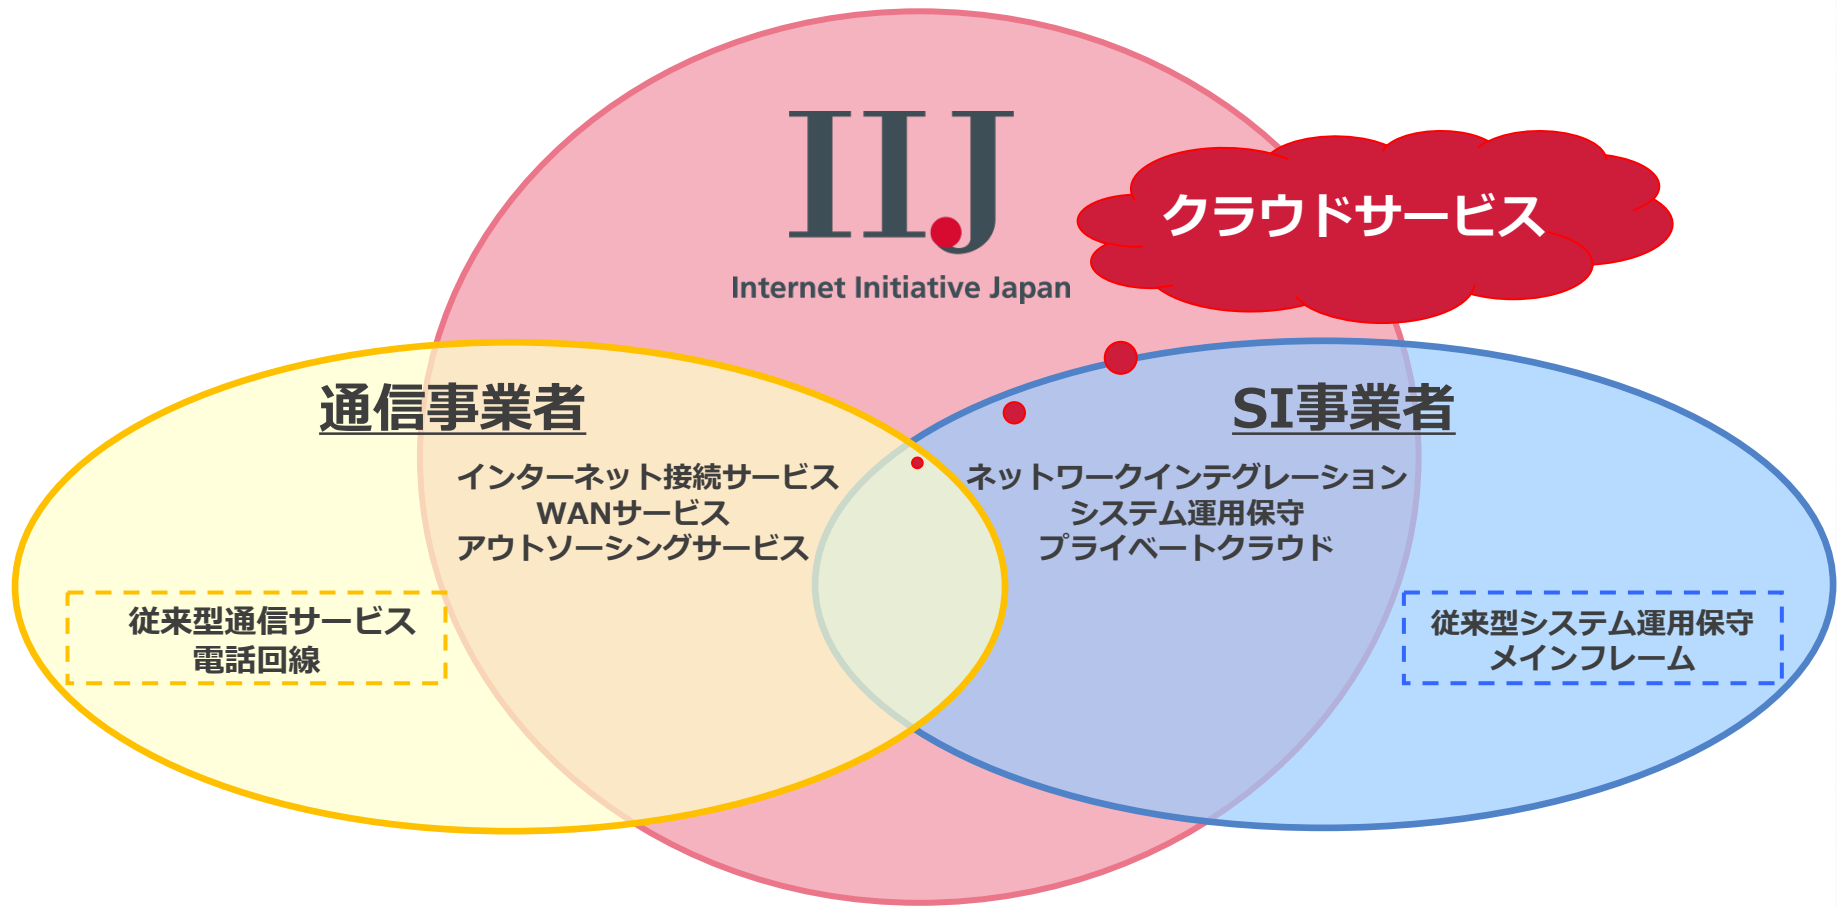 IIJ
Internet Initiative Japan
クラウドサービス
通信事業者
インターネット接続サービス
WANサービス
アウトソーシングサービス
従来型通信サービス
電話回線
SI事業者
ネットワークインテグレーション
システム運用保守
プライベートクラウド
従来型システム運用保守
メインフレーム